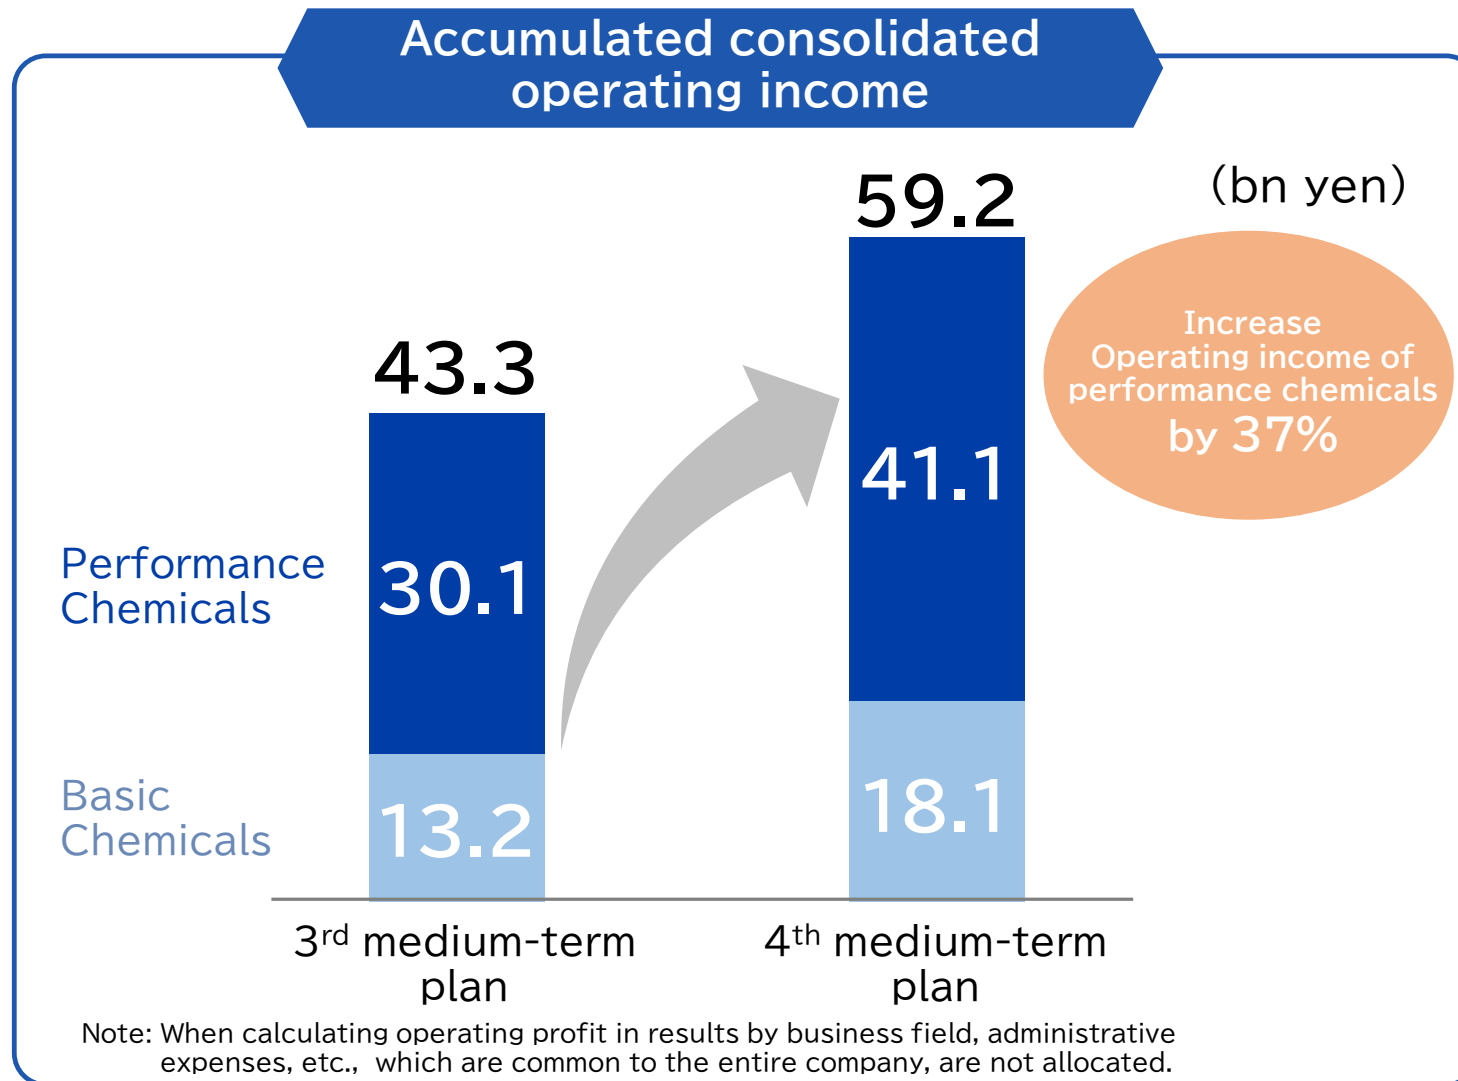 Accumulated consolidated
operating income
(bn yen)
59.2
43.3
Increase
Operating income of
performance chemicals
by 37%
41.1
Performance
Chemicals
30.1
Basic
Chemicals
13.2
18.1
3rd medium-term
plan
4th medium-term
plan
Note: When calculating operating profit in results by business field, administrative
expenses, etc., which are common to the entire company, are not allocated.